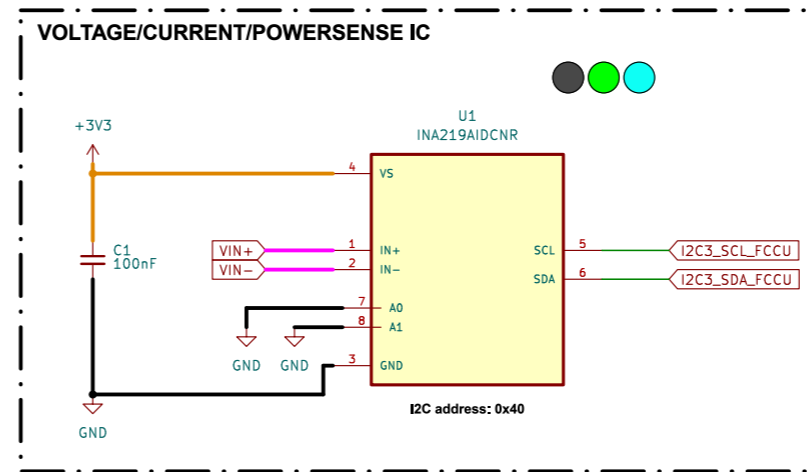 VOLTAGE/CURRENT/POWERSENSE IC
U1
INA219AIDCNR
+3V3
4 VS
C1
100nF
VIN+ 1 IN+
VIN- 2 IN-
SCL 5 I2C3_SCL_FCCU
SDA 6 I2C3_SDA_FCCU
7 A0
8 A1
GND GND 3 GND
I2C address: 0x40
GND